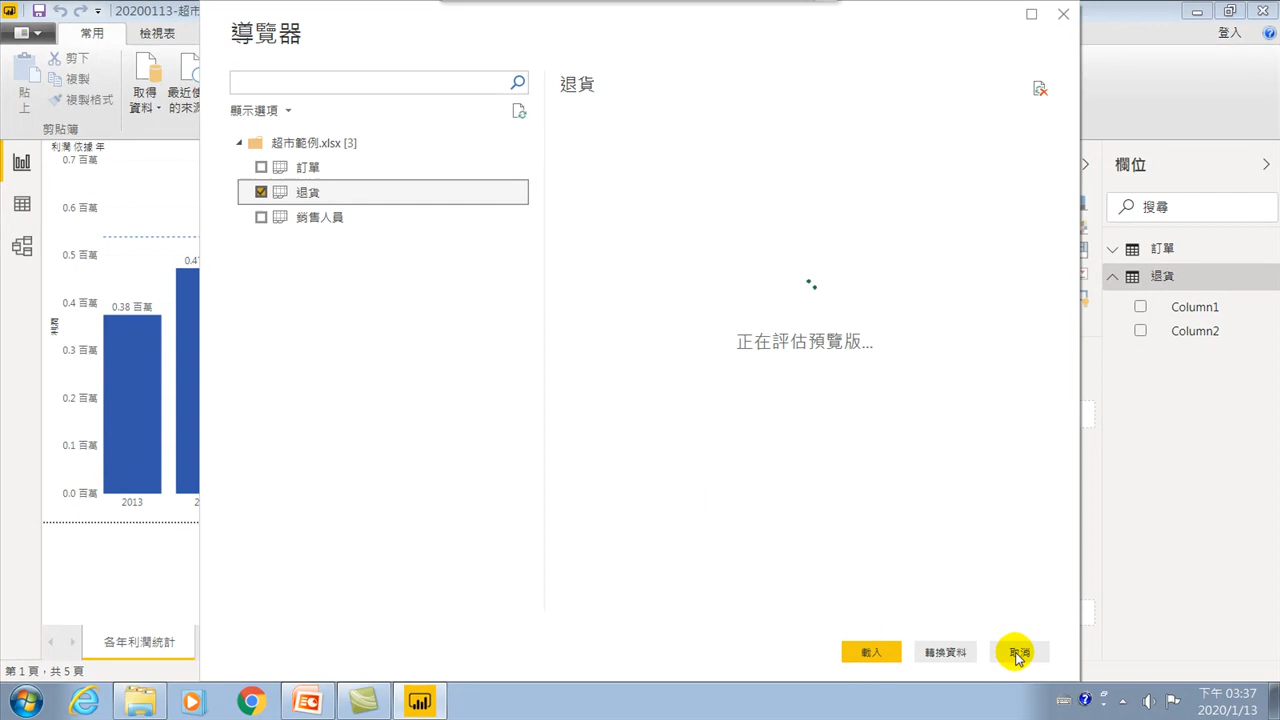 20200113-超市
登入
常用
檢視表
剪下
複製
複製格式
貼上
取得資料
最近使
的來源
剪貼簿
導覽器
顯示選項
超市範例.xlsx [3]
訂單
退貨
銷售人員
退貨
正在評估預覽版...
載入
轉換資料
取消
利潤 依據 年
0.7 百萬
0.6 百萬
0.5 百萬
0.4 百萬
0.3 百萬
0.2 百萬
0.1 百萬
0.0 百萬
利潤
0.38 百萬
0.47
2013
2
欄位
搜尋
訂單
退貨
Column1
Column2
各年利潤統計
第 1 頁，共 5 頁
下午 03:37
2020/1/13